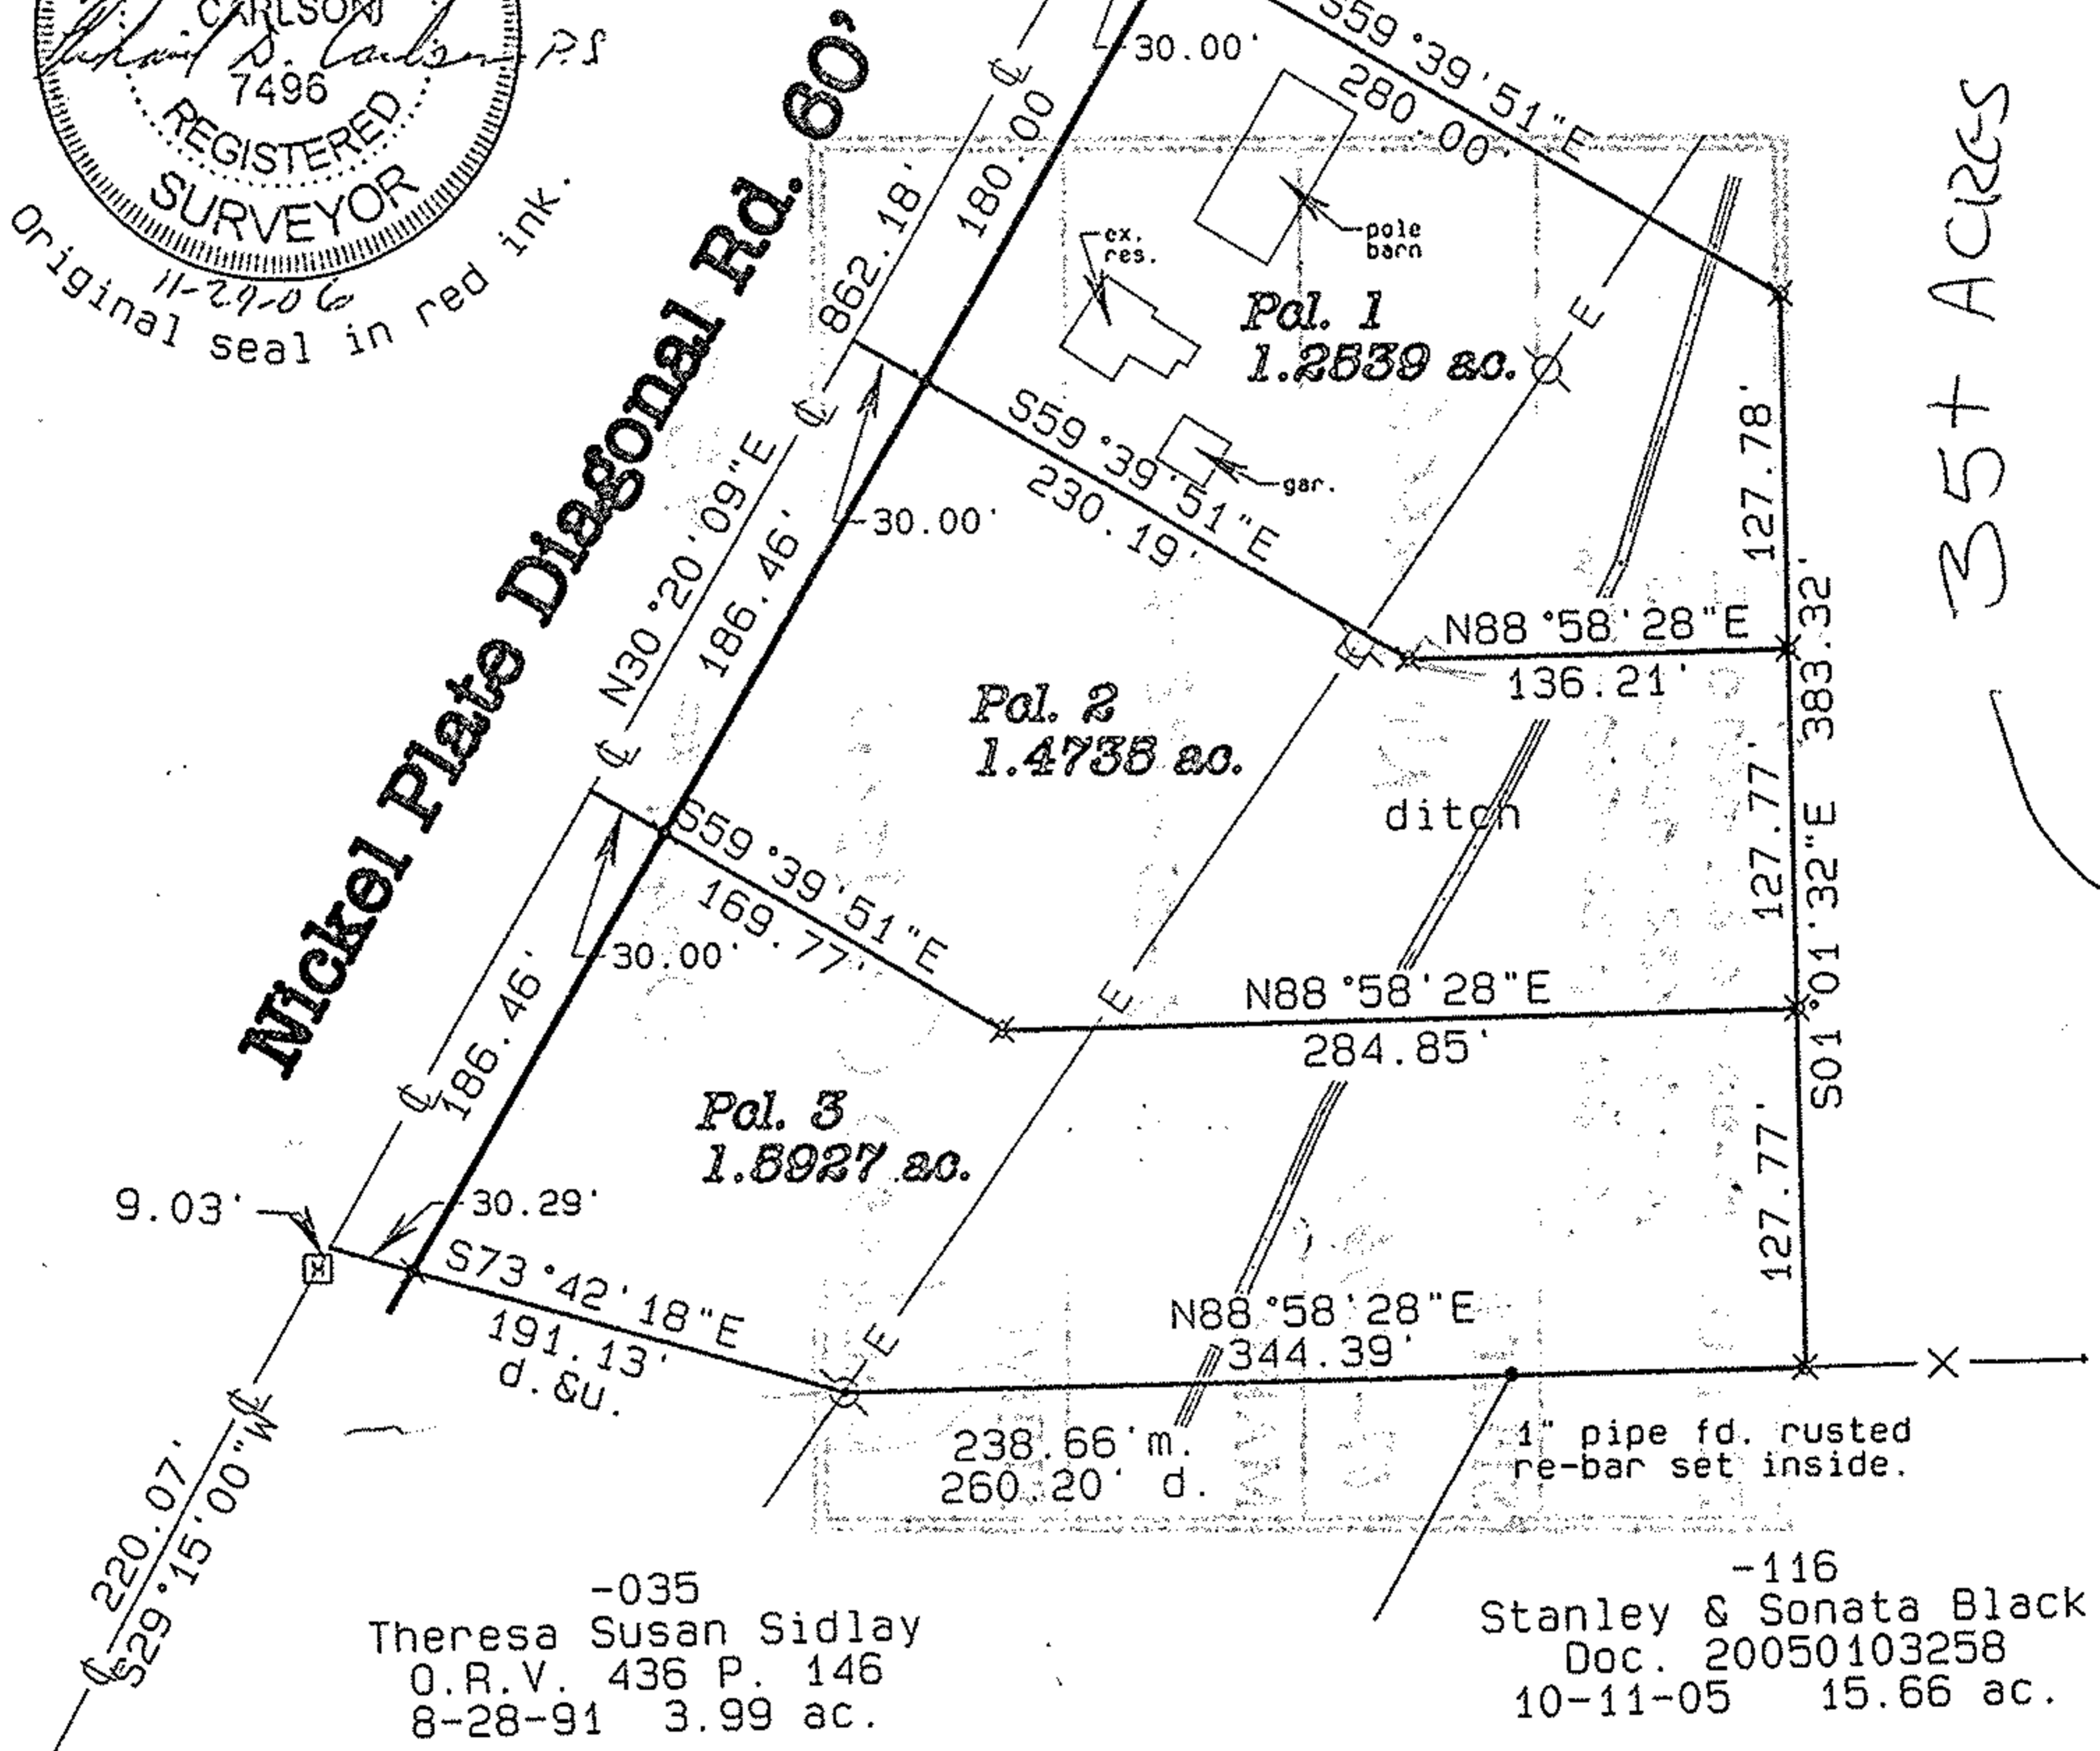 CARLSON
P.S
7496
REGISTERED
SURVEYOR
11-29-06
Original seal in red ink.
Nickel Plate Diagonal Rd. 60'
30.00'
S59°39'51"E
280.00'
862.18'
180.00
pole
barn
ex.
res.
Pcl. 1
1.2539 ac.
E
127.78'
35+ Acres
S59°39'51"E
230.19'
gar.
30.00'
N30°20'09"E
186.46'
N88°58'28"E
136.21'
383.32'
S01°01'32"E
Pcl. 2
1.4735 ac.
ditch
127.77'
S59°39'51"E
169.77'
30.00'
E
N88°58'28"E
284.85'
186.46'
Pcl. 3
1.5927 ac.
127.77'
9.03'
30.29'
S73°42'18"E
191.13'
d.&u.
E
N88°58'28"E
344.39'
X
238.66'm.
260.20' d.
1" pipe fd. rusted
re-bar set inside.
220.07'
S29°15'00"W
-035
Theresa Susan Sidlay
O.R.V. 436 P. 146
8-28-91 3.99 ac.
-116
Stanley & Sonata Black
Doc. 20050103258
10-11-05 15.66 ac.